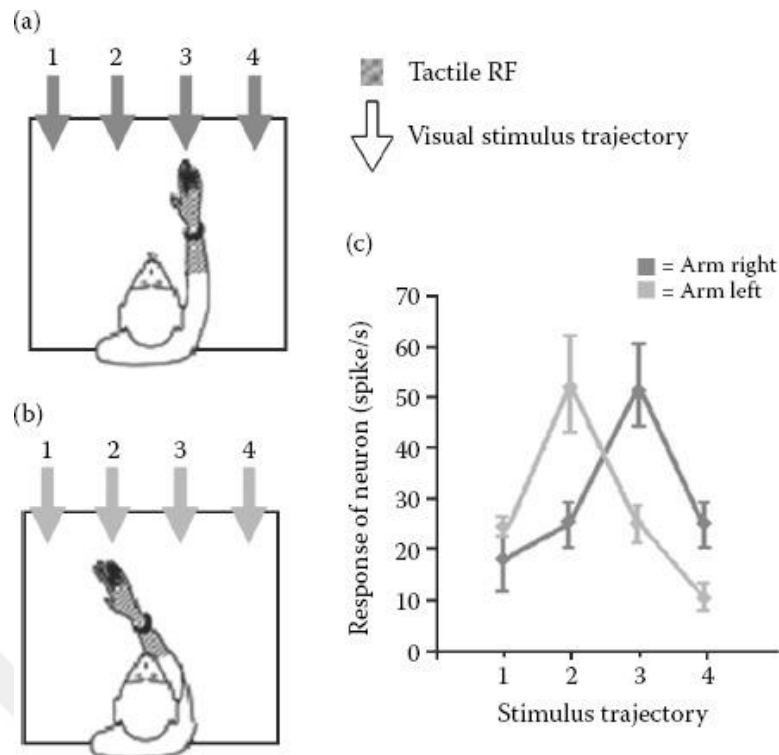 (a)
1 2 3 4
Tactile RF
Visual stimulus trajectory
(b)
1 2 3 4
(c)
= Arm right
= Arm left
Response of neuron (spike/s)
70
60
50
40
30
20
10
0
1 2 3 4
Stimulus trajectory